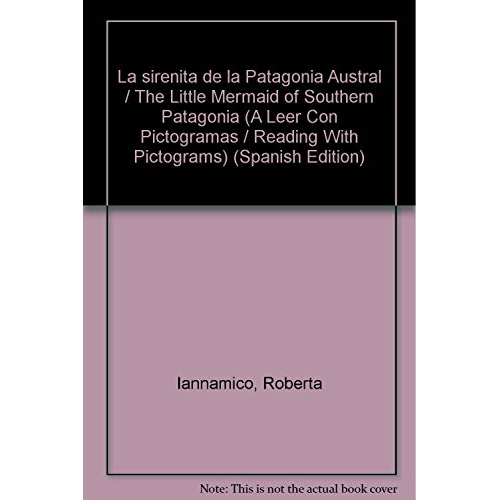 La sirenita de la Patagonia Austral
/ The Little Mermaid of Southern
Patagonia (A Leer Con
Pictogramas / Reading With
Pictograms) (Spanish Edition)
Iannamico, Roberta
Note: This is not the actual book cover